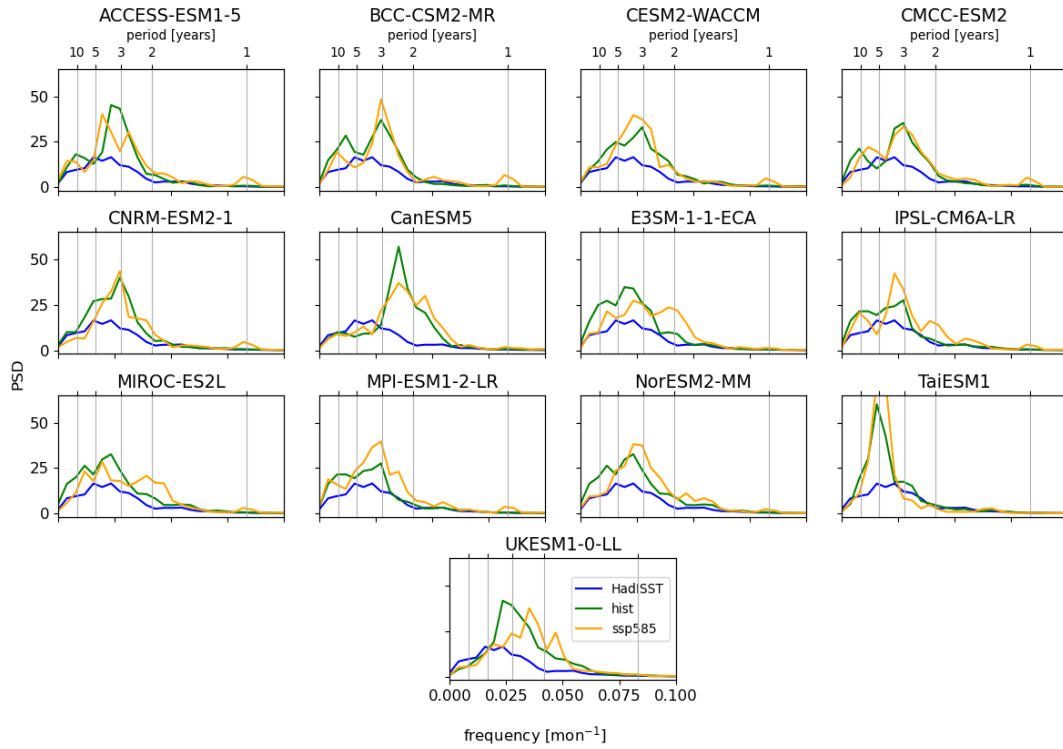 ACCESS-ESM1-5 BCC-CSM2-MR CESM2-WACCM CMCC-ESM2
period [years] period [years] period [years] period [years]
10 5 3 2 1 10 5 3 2 1 10 5 3 2 1 10 5 3 2 1
50
25
0
CNRM-ESM2-1 CanESM5 E3SM-1-1-ECA IPSL-CM6A-LR
50
25
0
PSD
MIROC-ES2L MPI-ESM1-2-LR NorESM2-MM TaiESM1
50
25
0
UKESM1-0-LL
HadISST
hist
ssp585
0.000 0.025 0.050 0.075 0.100
frequency [mon⁻¹]